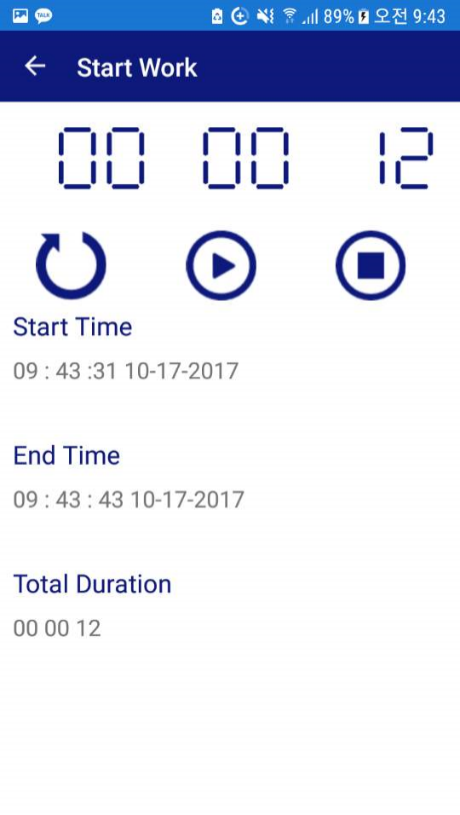 TALK 89% 오전 9:43
Start Work
00 00 12
Start Time
09 : 43 :31 10-17-2017
End Time
09 : 43 : 43 10-17-2017
Total Duration
00 00 12